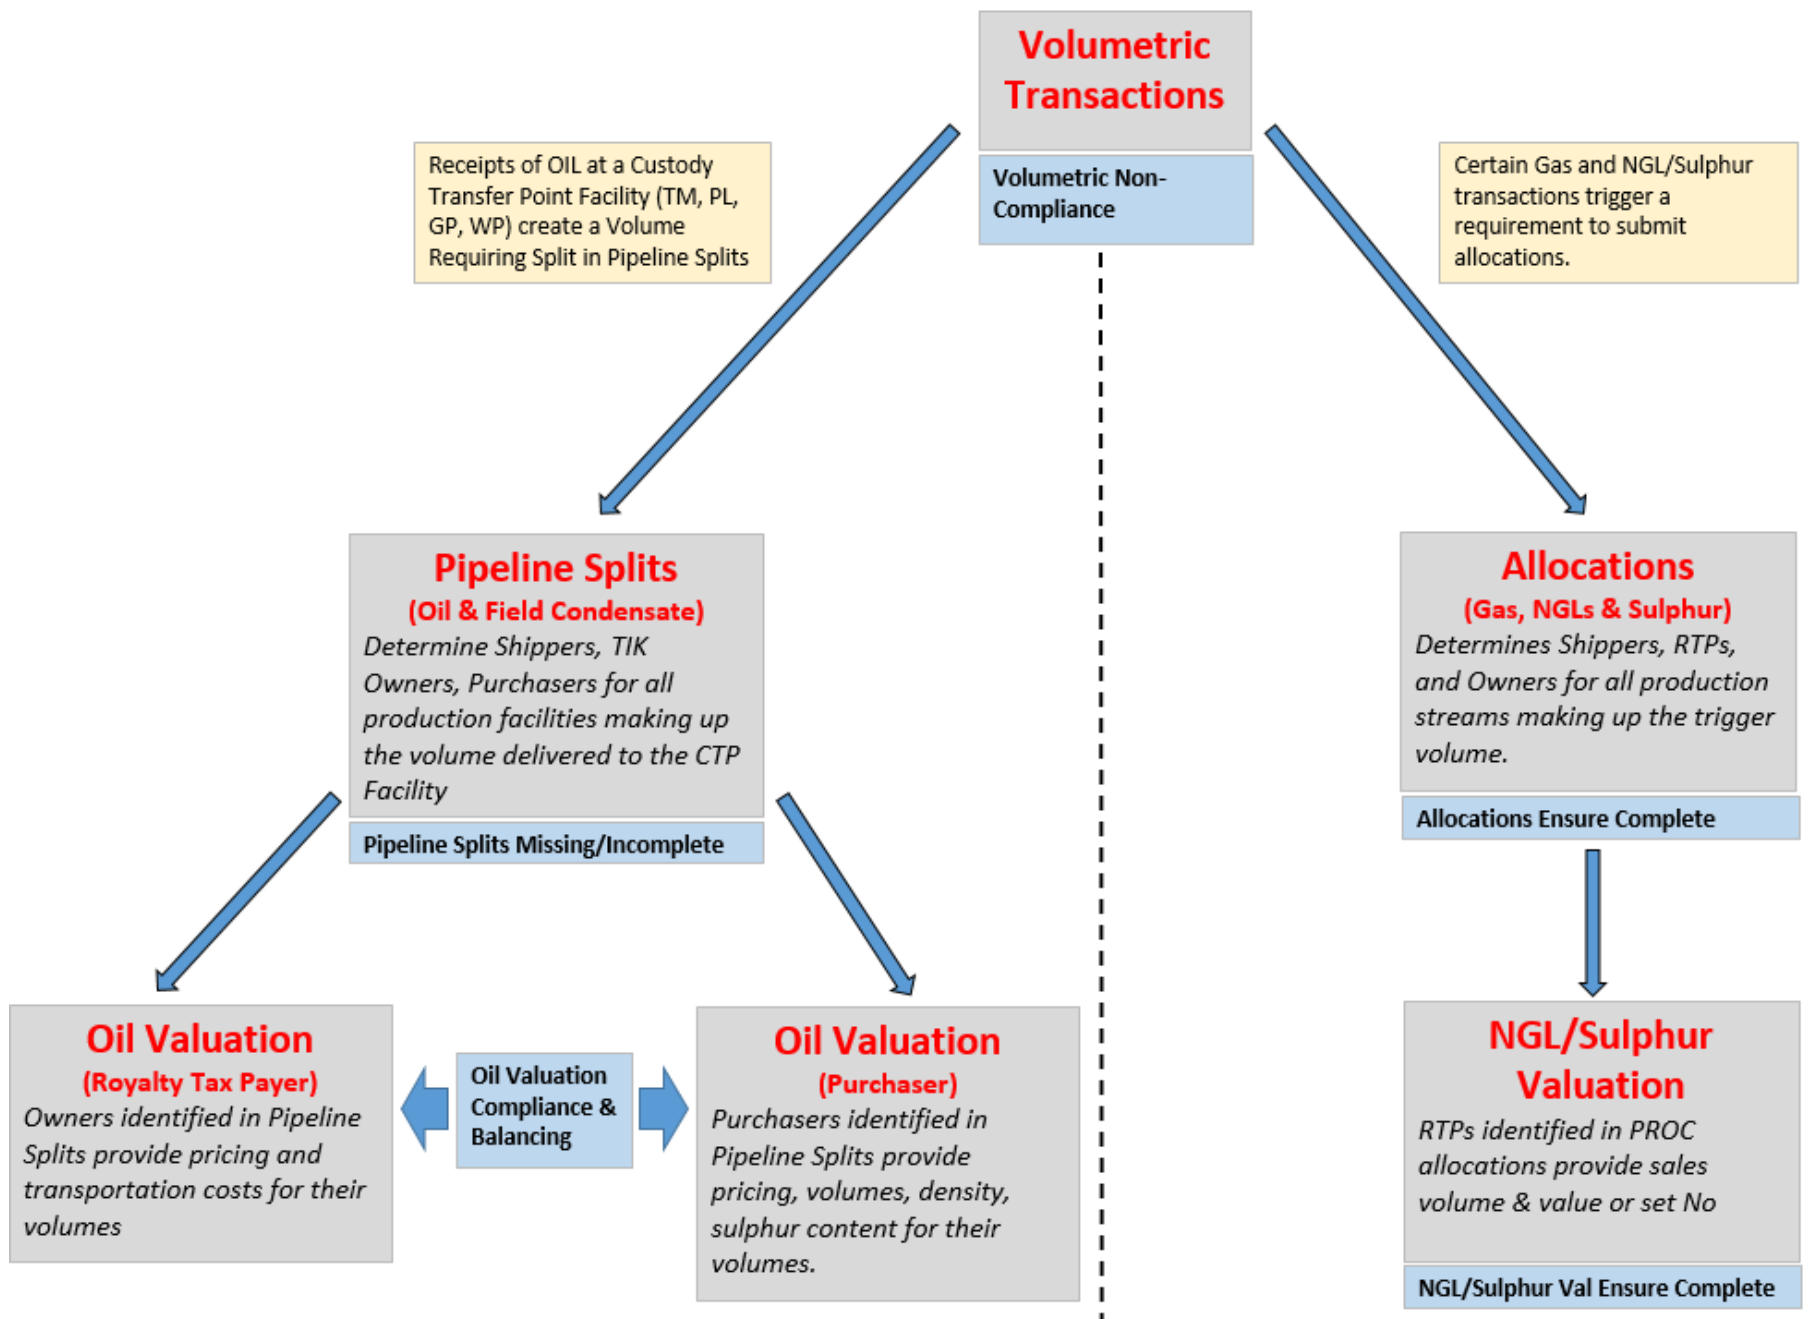 Volumetric
Transactions
Volumetric Non-
Compliance
Receipts of OIL at a Custody
Transfer Point Facility (TM, PL,
GP, WP) create a Volume
Requiring Split in Pipeline Splits
Certain Gas and NGL/Sulphur
transactions trigger a
requirement to submit
allocations.
Pipeline Splits
(Oil & Field Condensate)
Determine Shippers, TIK
Owners, Purchasers for all
production facilities making up
the volume delivered to the CTP
Facility
Pipeline Splits Missing/Incomplete
Allocations
(Gas, NGLs & Sulphur)
Determines Shippers, RTPs,
and Owners for all production
streams making up the trigger
volume.
Allocations Ensure Complete
Oil Valuation
(Royalty Tax Payer)
Owners identified in Pipeline
Splits provide pricing and
transportation costs for their
volumes
Oil Valuation
Compliance &
Balancing
Oil Valuation
(Purchaser)
Purchasers identified in
Pipeline Splits provide
pricing, volumes, density,
sulphur content for their
volumes.
NGL/Sulphur
Valuation
RTPs identified in PROC
allocations provide sales
volume & value or set No
NGL/Sulphur Val Ensure Complete